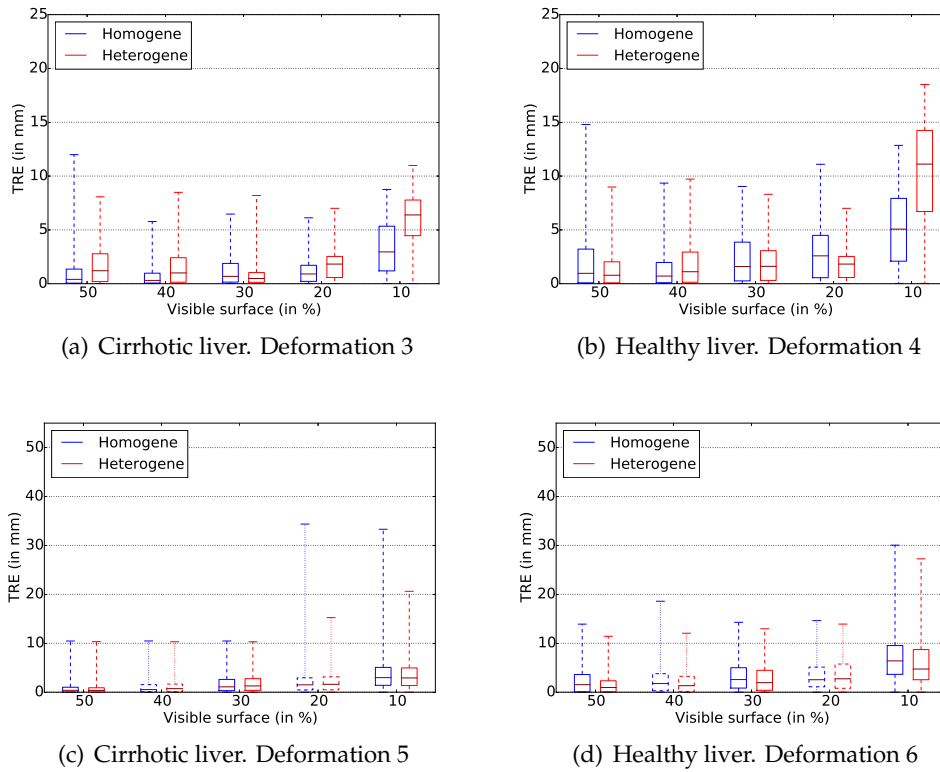 25
20
15
10
5
0
TRE (in mm)
Homogene
Heterogene
50 40 30 20 10
Visible surface (in %)
(a) Cirrhotic liver. Deformation 3
25
20
15
10
5
0
TRE (in mm)
Homogene
Heterogene
50 40 30 20 10
Visible surface (in %)
(b) Healthy liver. Deformation 4
50
40
30
20
10
0
TRE (in mm)
Homogene
Heterogene
50 40 30 20 10
Visible surface (in %)
(c) Cirrhotic liver. Deformation 5
50
40
30
20
10
0
TRE (in mm)
Homogene
Heterogene
50 40 30 20 10
Visible surface (in %)
(d) Healthy liver. Deformation 6